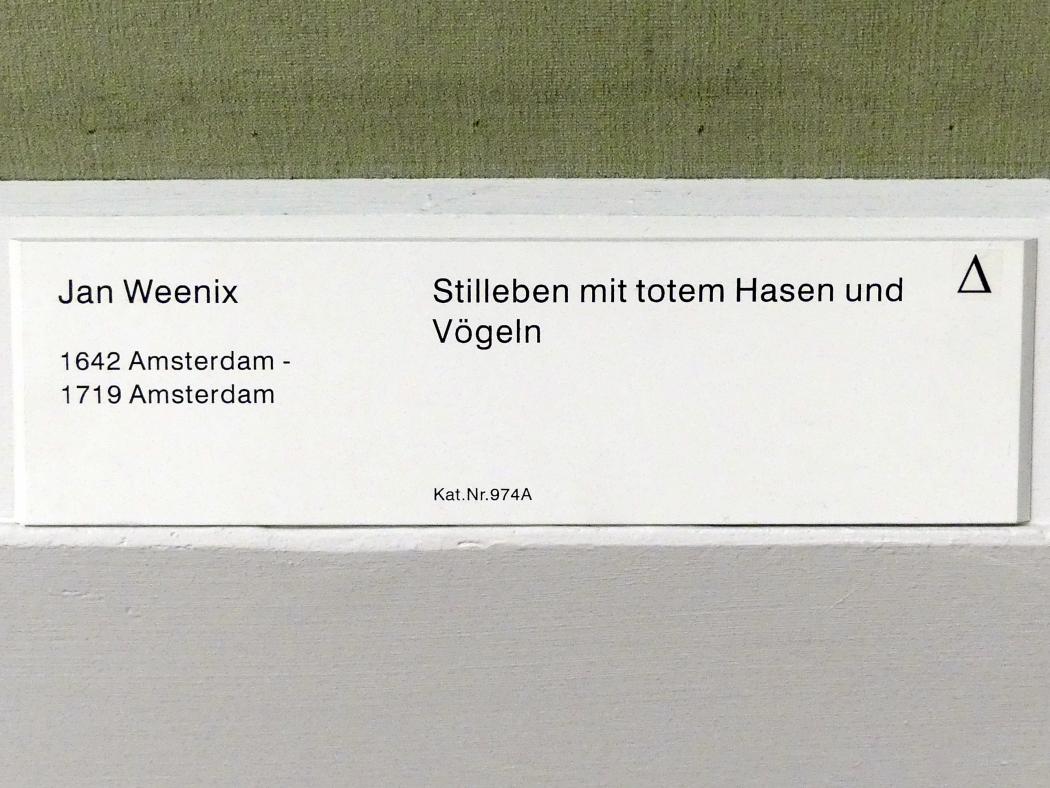 Jan Weenix
1642 Amsterdam -
1719 Amsterdam
Stilleben mit totem Hasen und
Vögeln
Kat.Nr.974A
Δ